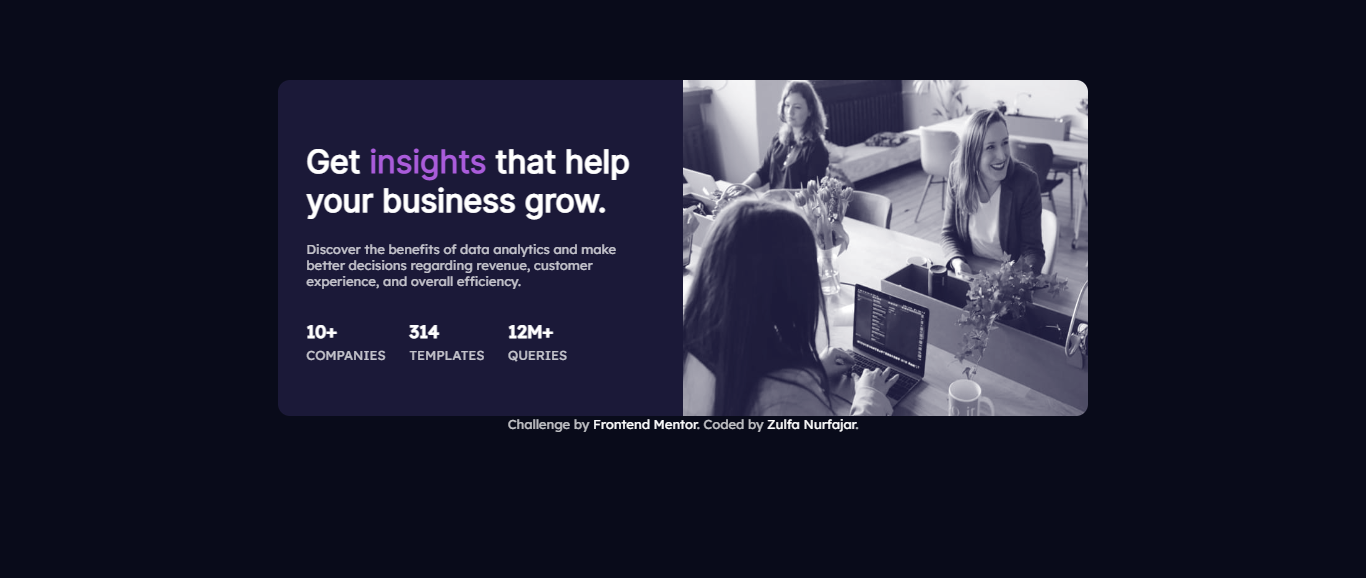 Get insights that help
your business grow.
Discover the benefits of data analytics and make
better decisions regarding revenue, customer
experience, and overall efficiency.
10+ 314 12M+
COMPANIES TEMPLATES QUERIES
Challenge by Frontend Mentor. Coded by Zulfa Nurfajar.